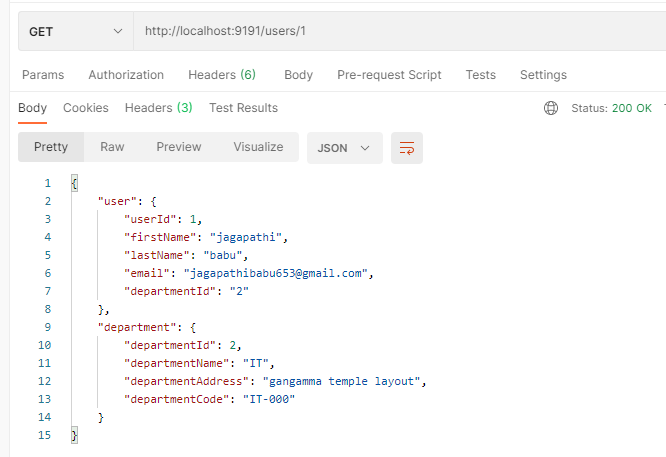 GET http://localhost:9191/users/1
Params Authorization Headers (6) Body Pre-request Script Tests Settings
Body Cookies Headers (3) Test Results Status: 200 OK
Pretty Raw Preview Visualize JSON
1 {
2 "user": {
3 "userId": 1,
4 "firstName": "jagapathi",
5 "lastName": "babu",
6 "email": "jagapathibabu653@gmail.com",
7 "departmentId": "2"
8 },
9 "department": {
10 "departmentId": 2,
11 "departmentName": "IT",
12 "departmentAddress": "gangamma temple layout",
13 "departmentCode": "IT-000"
14 }
15 }